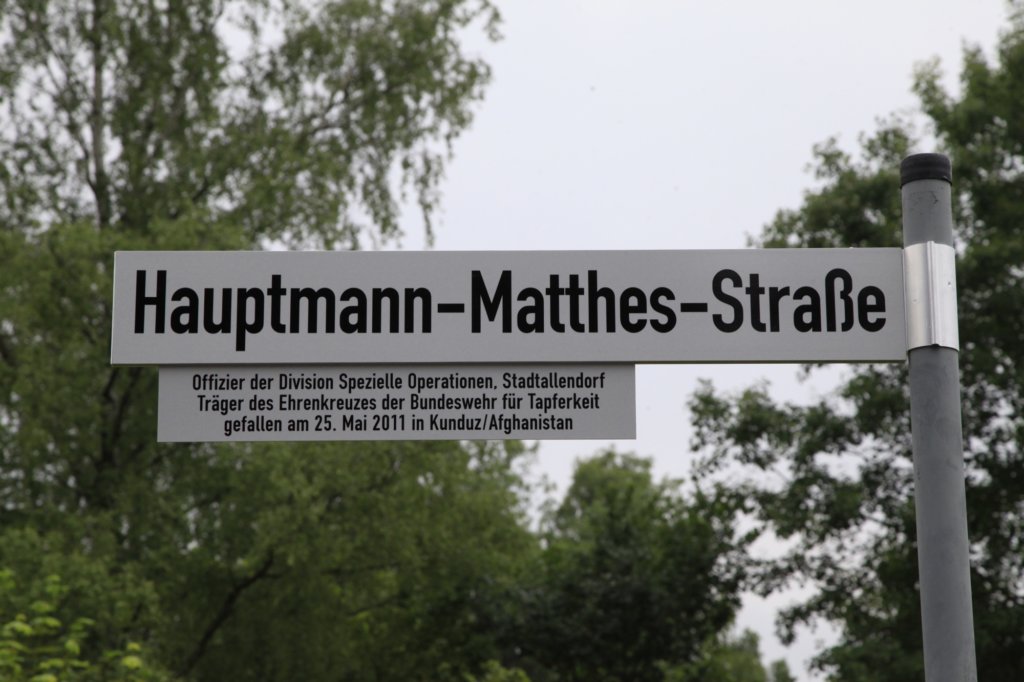 Hauptmann-Matthes-Straße
Offizier der Division Spezielle Operationen, Stadtallendorf
Träger des Ehrenkreuzes der Bundeswehr für Tapferkeit
gefallen am 25. Mai 2011 in Kunduz/Afghanistan